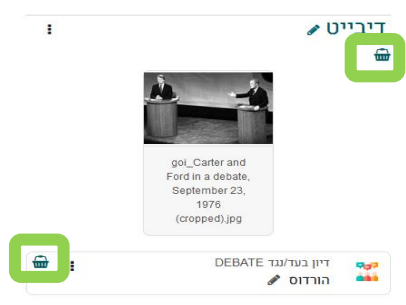 דיבייט
goi_Carter and
Ford in a debate,
September 23,
1976
(cropped).jpg
דיון בעד/נגד DEBATE
הורדוס